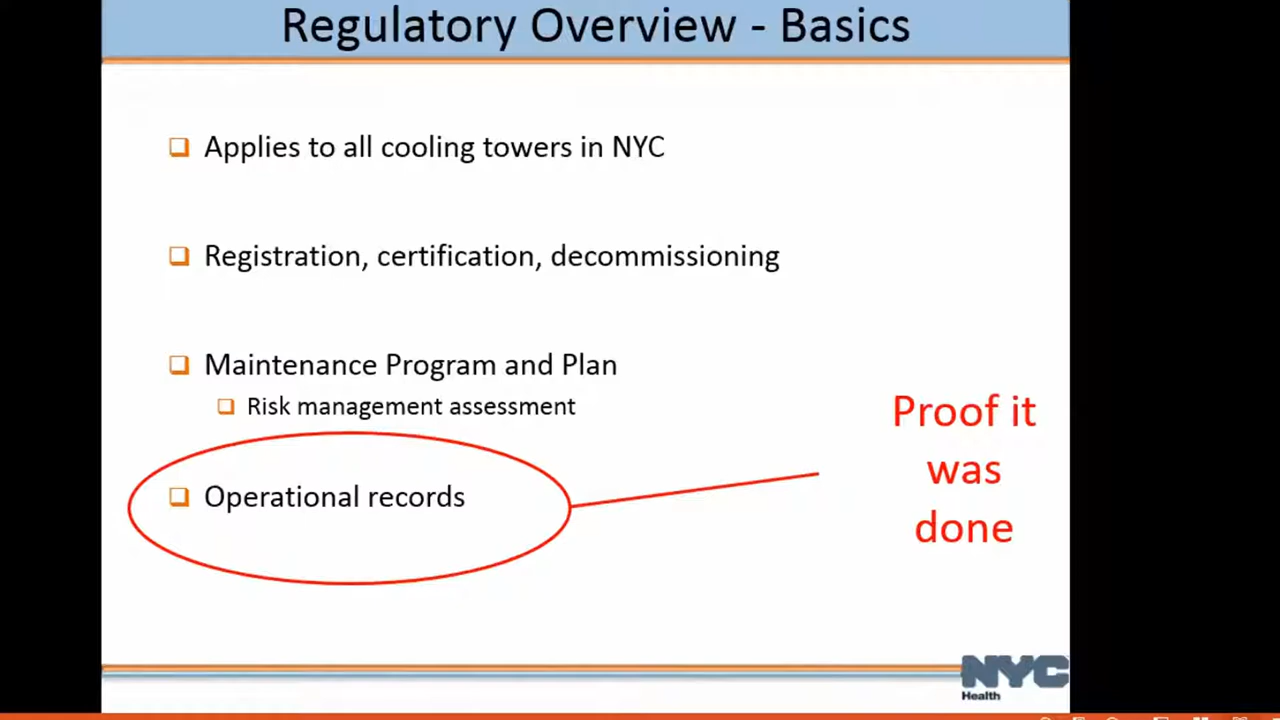 Regulatory Overview - Basics
Applies to all cooling towers in NYC
Registration, certification, decommissioning
Maintenance Program and Plan
Risk management assessment
Operational records
Proof it
was
done
NYC
Health